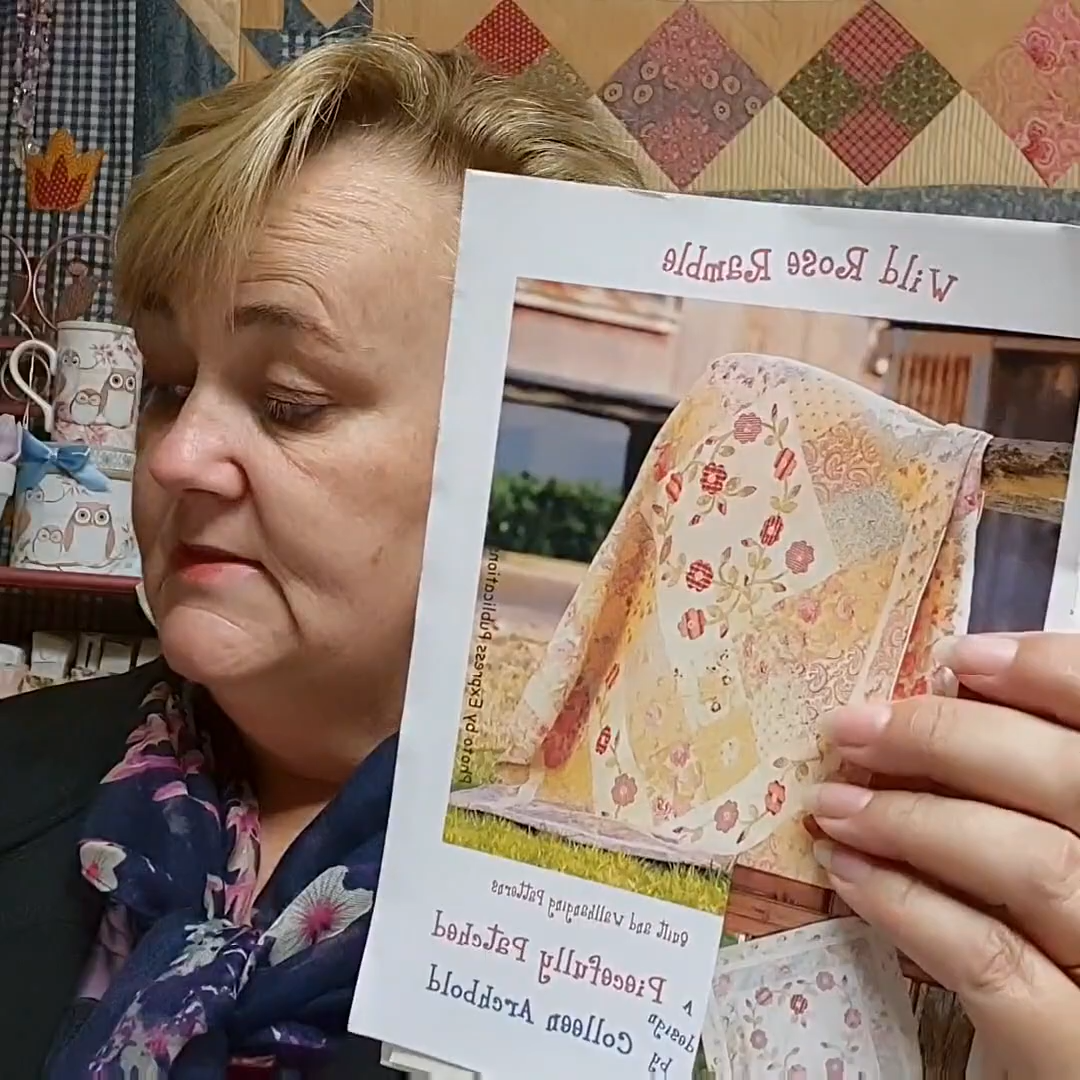 Wild Rose Ramble
Photo by Express Publications
Quilt and Wallhanging Patterns
A Piecefully Patched
design
by Colleen Archbold